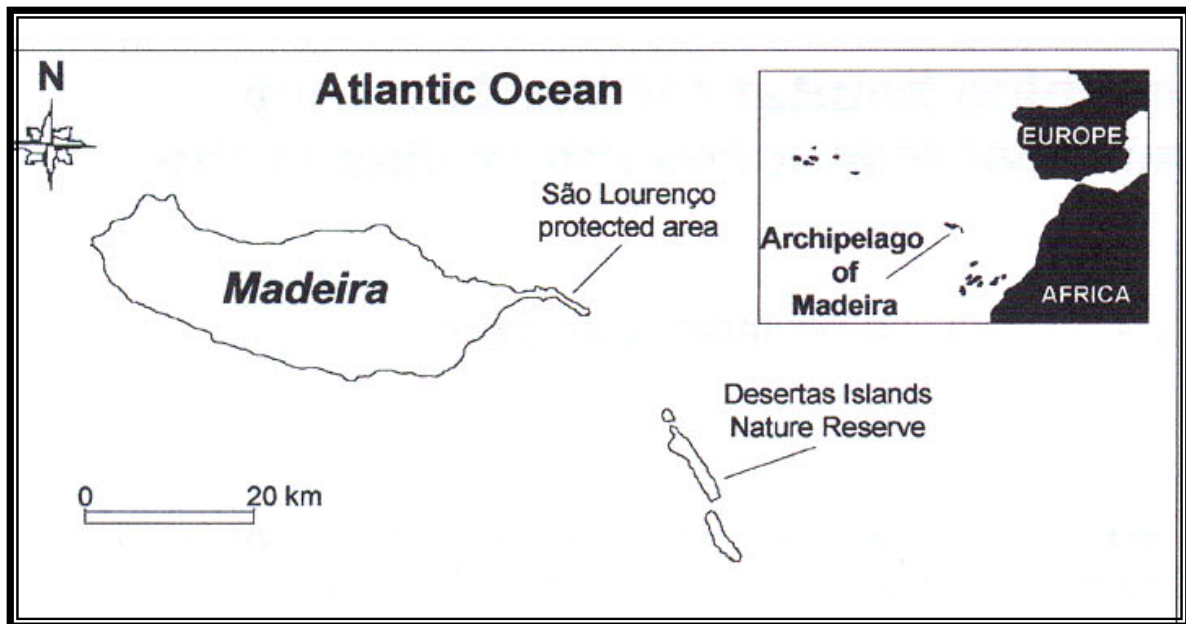 N
Atlantic Ocean
São Lourenço
protected area
Madeira
EUROPE
Archipelago
of
Madeira
AFRICA
Desertas Islands
Nature Reserve
0 20 km